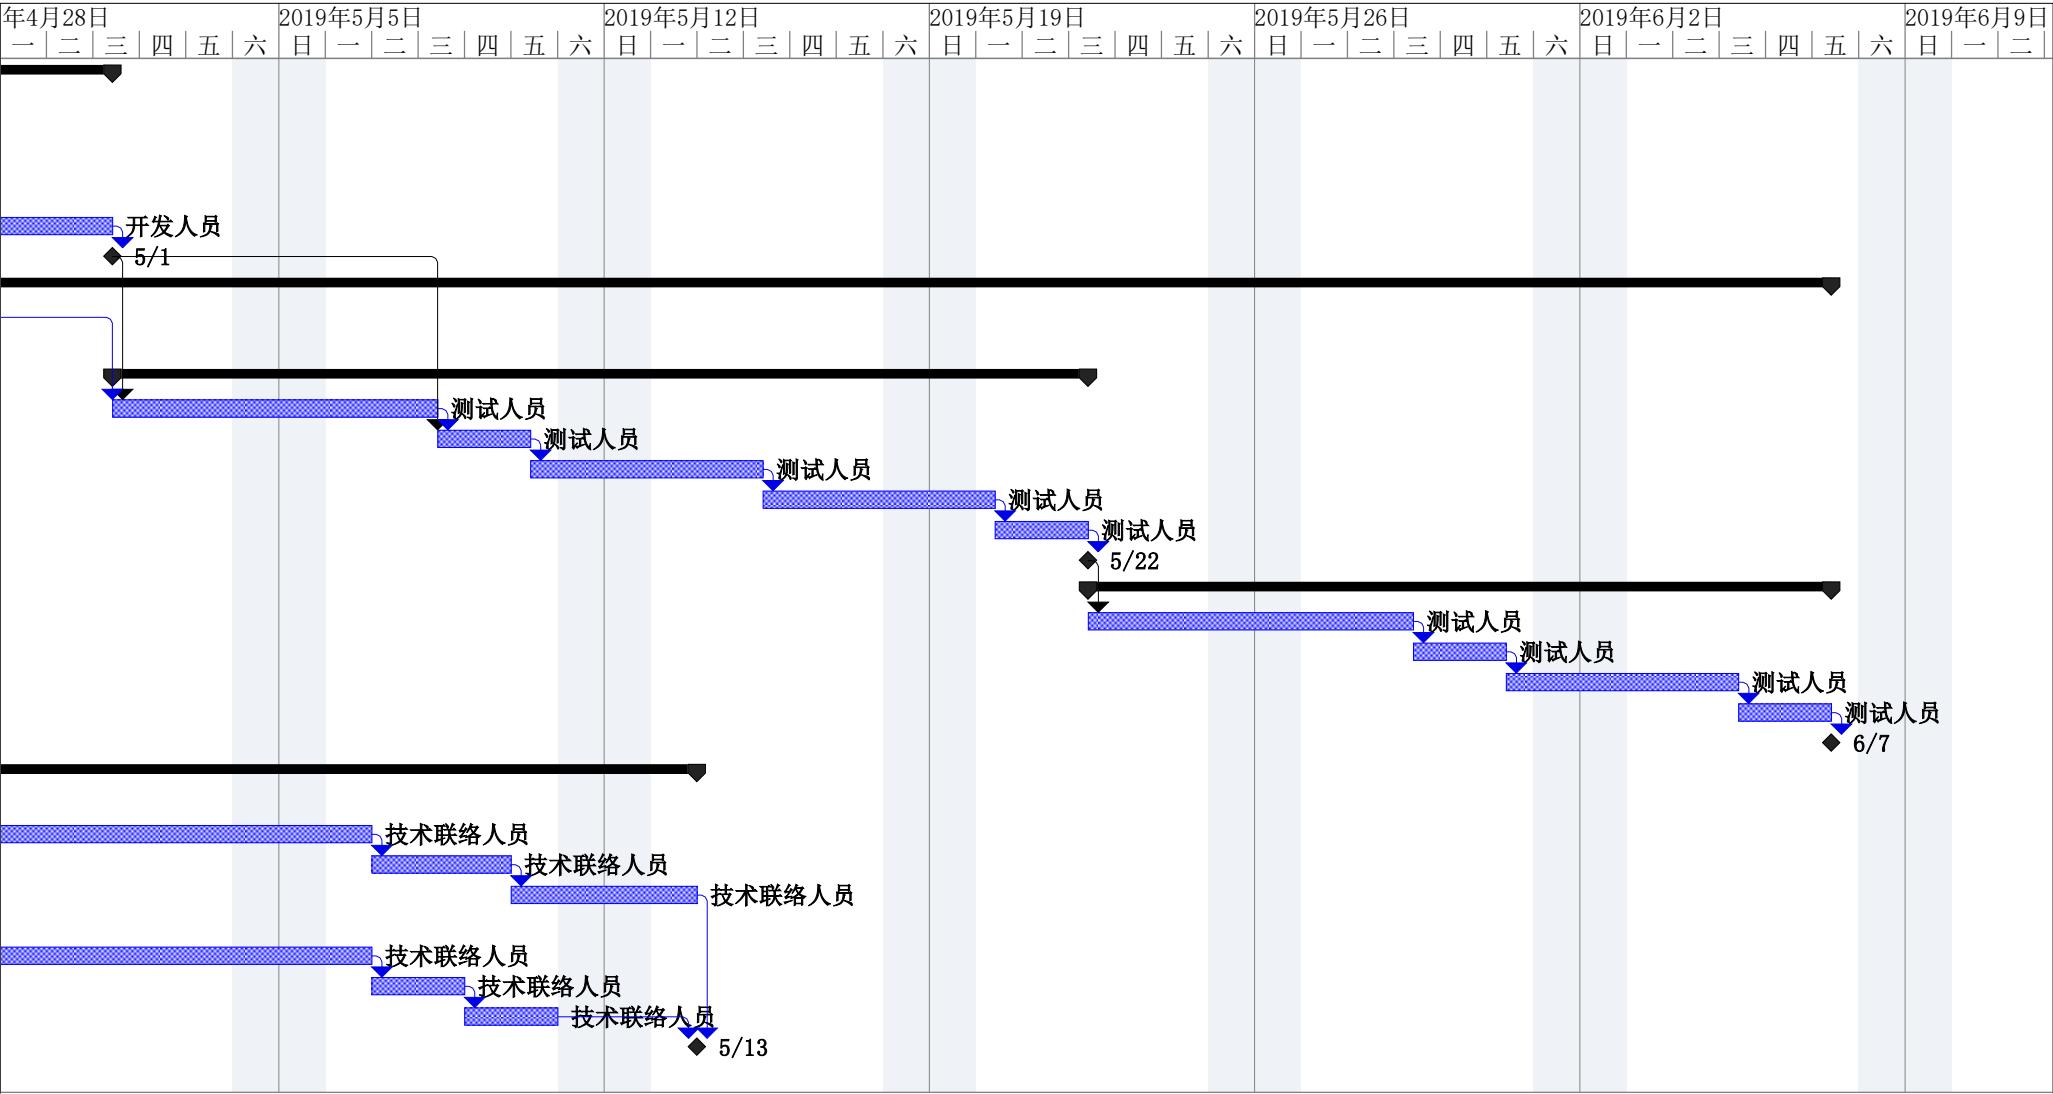 年4月28日 2019年5月5日 2019年5月12日 2019年5月19日 2019年5月26日 2019年6月2日 2019年6月9日
一 二 三 四 五 六 日 一 二 三 四 五 六 日 一 二 三 四 五 六 日 一 二 三 四 五 六 日 一 二 三 四 五 六 日 一 二 三 四 五 六 日 一 二
开发人员
5/1
测试人员
测试人员
测试人员
测试人员
测试人员
5/22
测试人员
测试人员
测试人员
测试人员
6/7
技术联络人员
技术联络人员
技术联络人员
技术联络人员
技术联络人员
技术联络人员
5/13